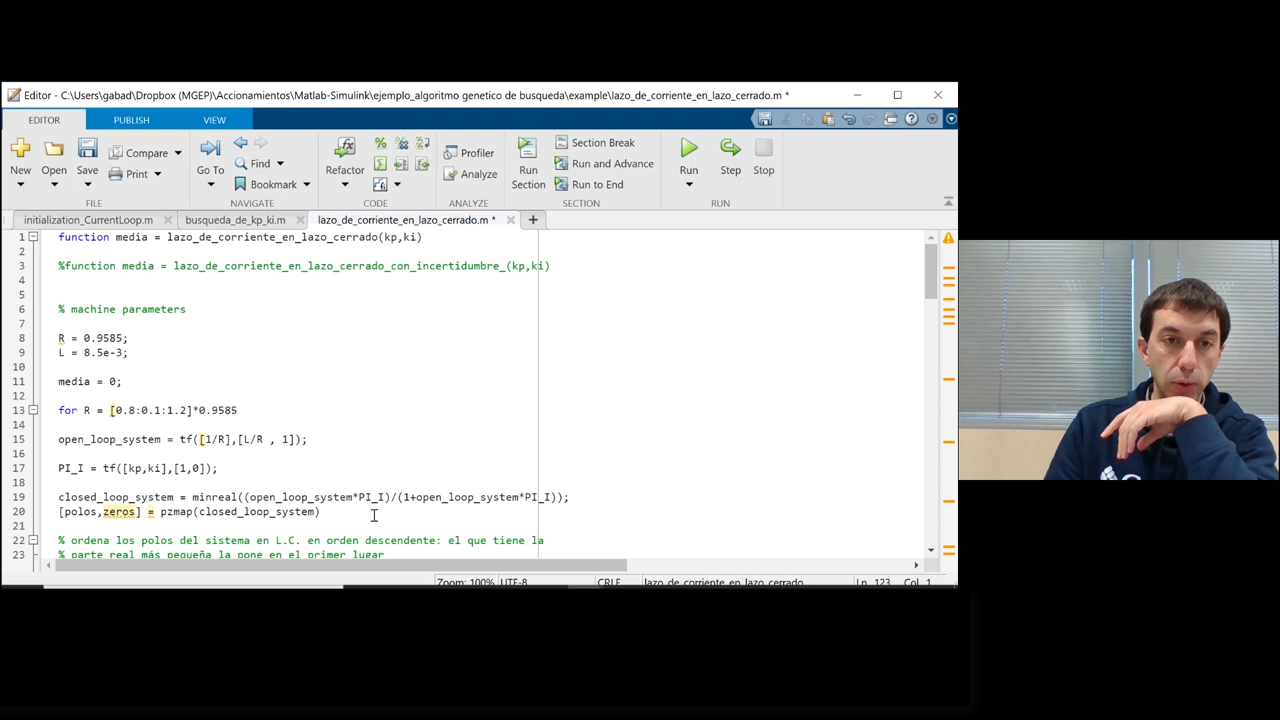 Editor - C:\Users\gabad\Dropbox (MGEP)\Accionamientos\Matlab-Simulink\ejemplo_algoritmo genetico de busqueda\example\lazo_de_corriente_en_lazo_cerrado.m *
EDITOR PUBLISH VIEW
New Open Save Compare Print Go To Find Bookmark Refactor Profiler Analyze Run Section Section Break Run and Advance Run to End Run Step Stop
FILE NAVIGATE CODE ANALYZE SECTION RUN
initialization_CurrentLoop.m busqueda_de_kp_ki.m lazo_de_corriente_en_lazo_cerrado.m *
1 function media = lazo_de_corriente_en_lazo_cerrado(kp,ki)
2
3 %function media = lazo_de_corriente_en_lazo_cerrado_con_incertidumbre_(kp,ki)
4
5
6 % machine parameters
7
8 R = 0.9585;
9 L = 8.5e-3;
10
11 media = 0;
12
13 for R = [0.8:0.1:1.2]*0.9585
14
15 open_loop_system = tf([1/R],[L/R , 1]);
16
17 PI_I = tf([kp,ki],[1,0]);
18
19 closed_loop_system = minreal((open_loop_system*PI_I)/(1+open_loop_system*PI_I));
20 [polos,zeros] = pzmap(closed_loop_system)
21
22 % ordena los polos del sistema en L.C. en orden descendente: el que tiene la
23 % parte real más pequeña la pone en el primer lugar
Zoom: 100% UTF-8 CRLF lazo_de_corriente_en_lazo_cerrado Ln 123 Col 1